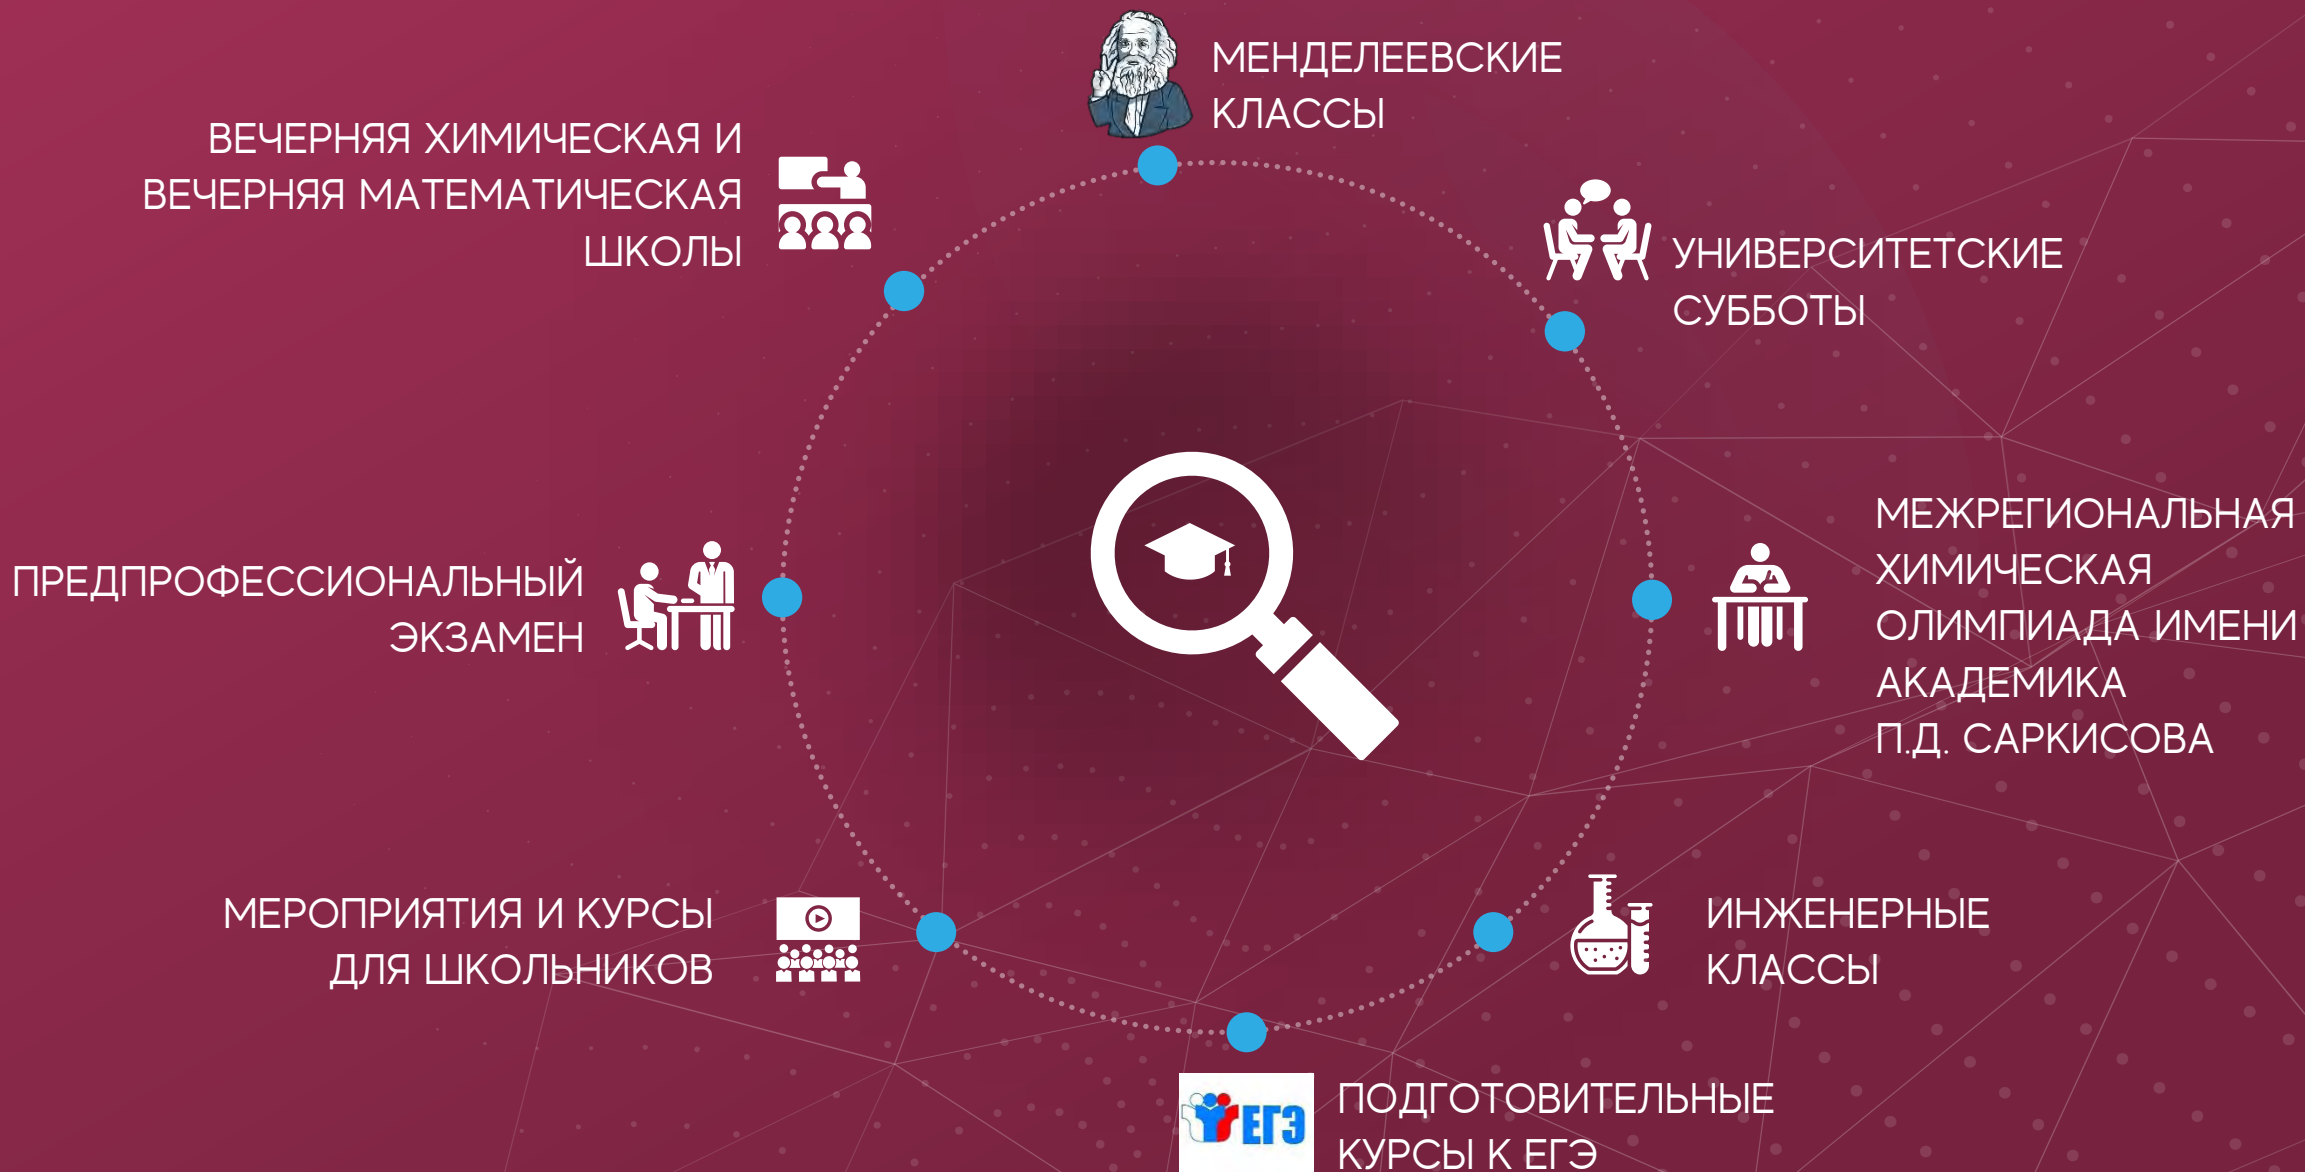 МЕНДЕЛЕЕВСКИЕ
КЛАССЫ
ВЕЧЕРНЯЯ ХИМИЧЕСКАЯ И
ВЕЧЕРНЯЯ МАТЕМАТИЧЕСКАЯ
ШКОЛЫ
УНИВЕРСИТЕТСКИЕ
СУББОТЫ
МЕЖРЕГИОНАЛЬНАЯ
ХИМИЧЕСКАЯ
ОЛИМПИАДА ИМЕНИ
АКАДЕМИКА
П.Д. САРКИСОВА
ПРЕДПРОФЕССИОНАЛЬНЫЙ
ЭКЗАМЕН
МЕРОПРИЯТИЯ И КУРСЫ
ДЛЯ ШКОЛЬНИКОВ
ИНЖЕНЕРНЫЕ
КЛАССЫ
ЕГЭ
ПОДГОТОВИТЕЛЬНЫЕ
КУРСЫ К ЕГЭ